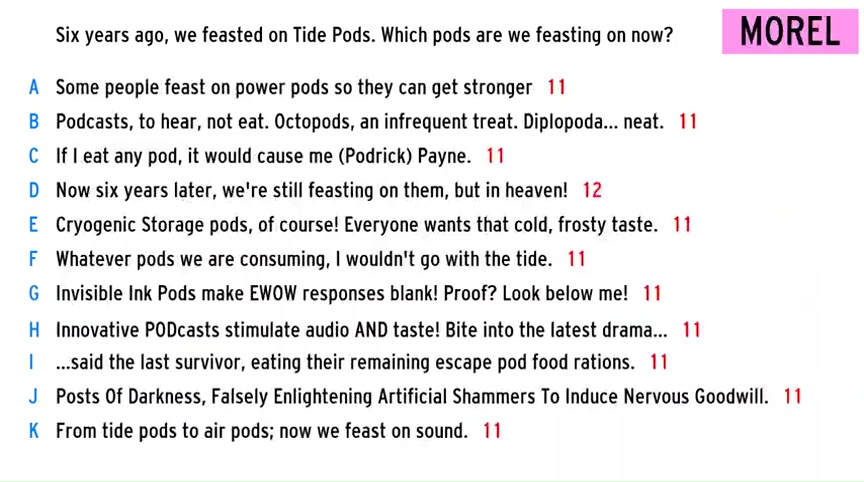 Six years ago, we feasted on Tide Pods. Which pods are we feasting on now?
MOREL
A Some people feast on power pods so they can get stronger 11
B Podcasts, to hear, not eat. Octopods, an infrequent treat. Diplopoda... neat. 11
C If I eat any pod, it would cause me (Podrick) Payne. 11
D Now six years later, we're still feasting on them, but in heaven! 12
E Cryogenic Storage pods, of course! Everyone wants that cold, frosty taste. 11
F Whatever pods we are consuming, I wouldn't go with the tide. 11
G Invisible Ink Pods make EWOW responses blank! Proof? Look below me! 11
H Innovative PODcasts stimulate audio AND taste! Bite into the latest drama... 11
I ...said the last survivor, eating their remaining escape pod food rations. 11
J Posts Of Darkness, Falsely Enlightening Artificial Shammers To Induce Nervous Goodwill. 11
K From tide pods to air pods; now we feast on sound. 11